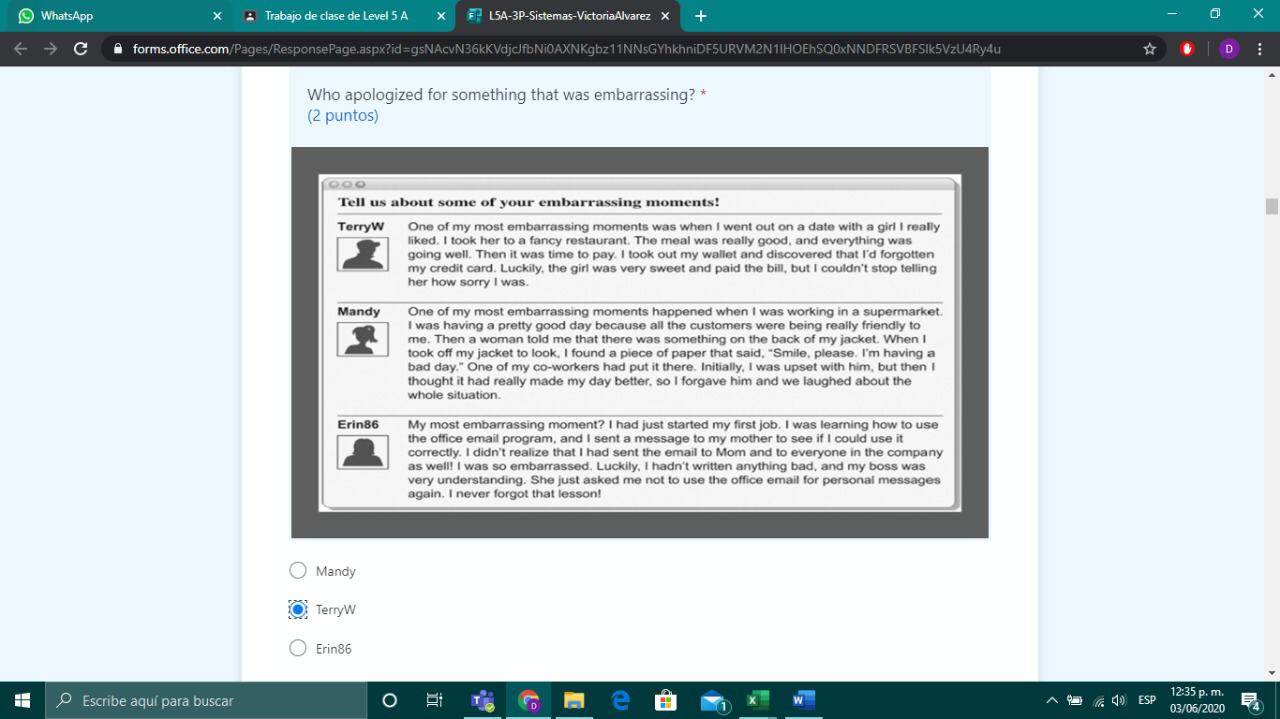 WhatsApp
Trabajo de clase de Level 5 A
L5A-3P-Sistemas-VictoriaAlvarez
forms.office.com/Pages/ResponsePage.aspx?id=gsNAcvN36kKVdjcJfbNi0AXNKgbz11NNsGYhkhniDF5URVM2N1lHOEhSQ0xNNDFRSVBFSlk5VzU4Ry4u
D
Who apologized for something that was embarrassing? *
(2 puntos)
Tell us about some of your embarrassing moments!
TerryW
One of my most embarrassing moments was when I went out on a date with a girl I really
liked. I took her to a fancy restaurant. The meal was really good, and everything was
going well. Then it was time to pay. I took out my wallet and discovered that I'd forgotten
my credit card. Luckily, the girl was very sweet and paid the bill, but I couldn't stop telling
her how sorry I was.
Mandy
One of my most embarrassing moments happened when I was working in a supermarket.
I was having a pretty good day because all the customers were being really friendly to
me. Then a woman told me that there was something on the back of my jacket. When I
took off my jacket to look, I found a piece of paper that said, "Smile, please. I'm having a
bad day." One of my co-workers had put it there. Initially, I was upset with him, but then I
thought it had really made my day better, so I forgave him and we laughed about the
whole situation.
Erin86
My most embarrassing moment? I had just started my first job. I was learning how to use
the office email program, and I sent a message to my mother to see if I could use it
correctly. I didn't realize that I had sent the email to Mom and to everyone in the company
as well! I was so embarrassed. Luckily, I hadn't written anything bad, and my boss was
very understanding. She just asked me not to use the office email for personal messages
again. I never forgot that lesson!
Mandy
TerryW
Erin86
Escribe aquí para buscar
ESP
12:35 p. m.
03/06/2020